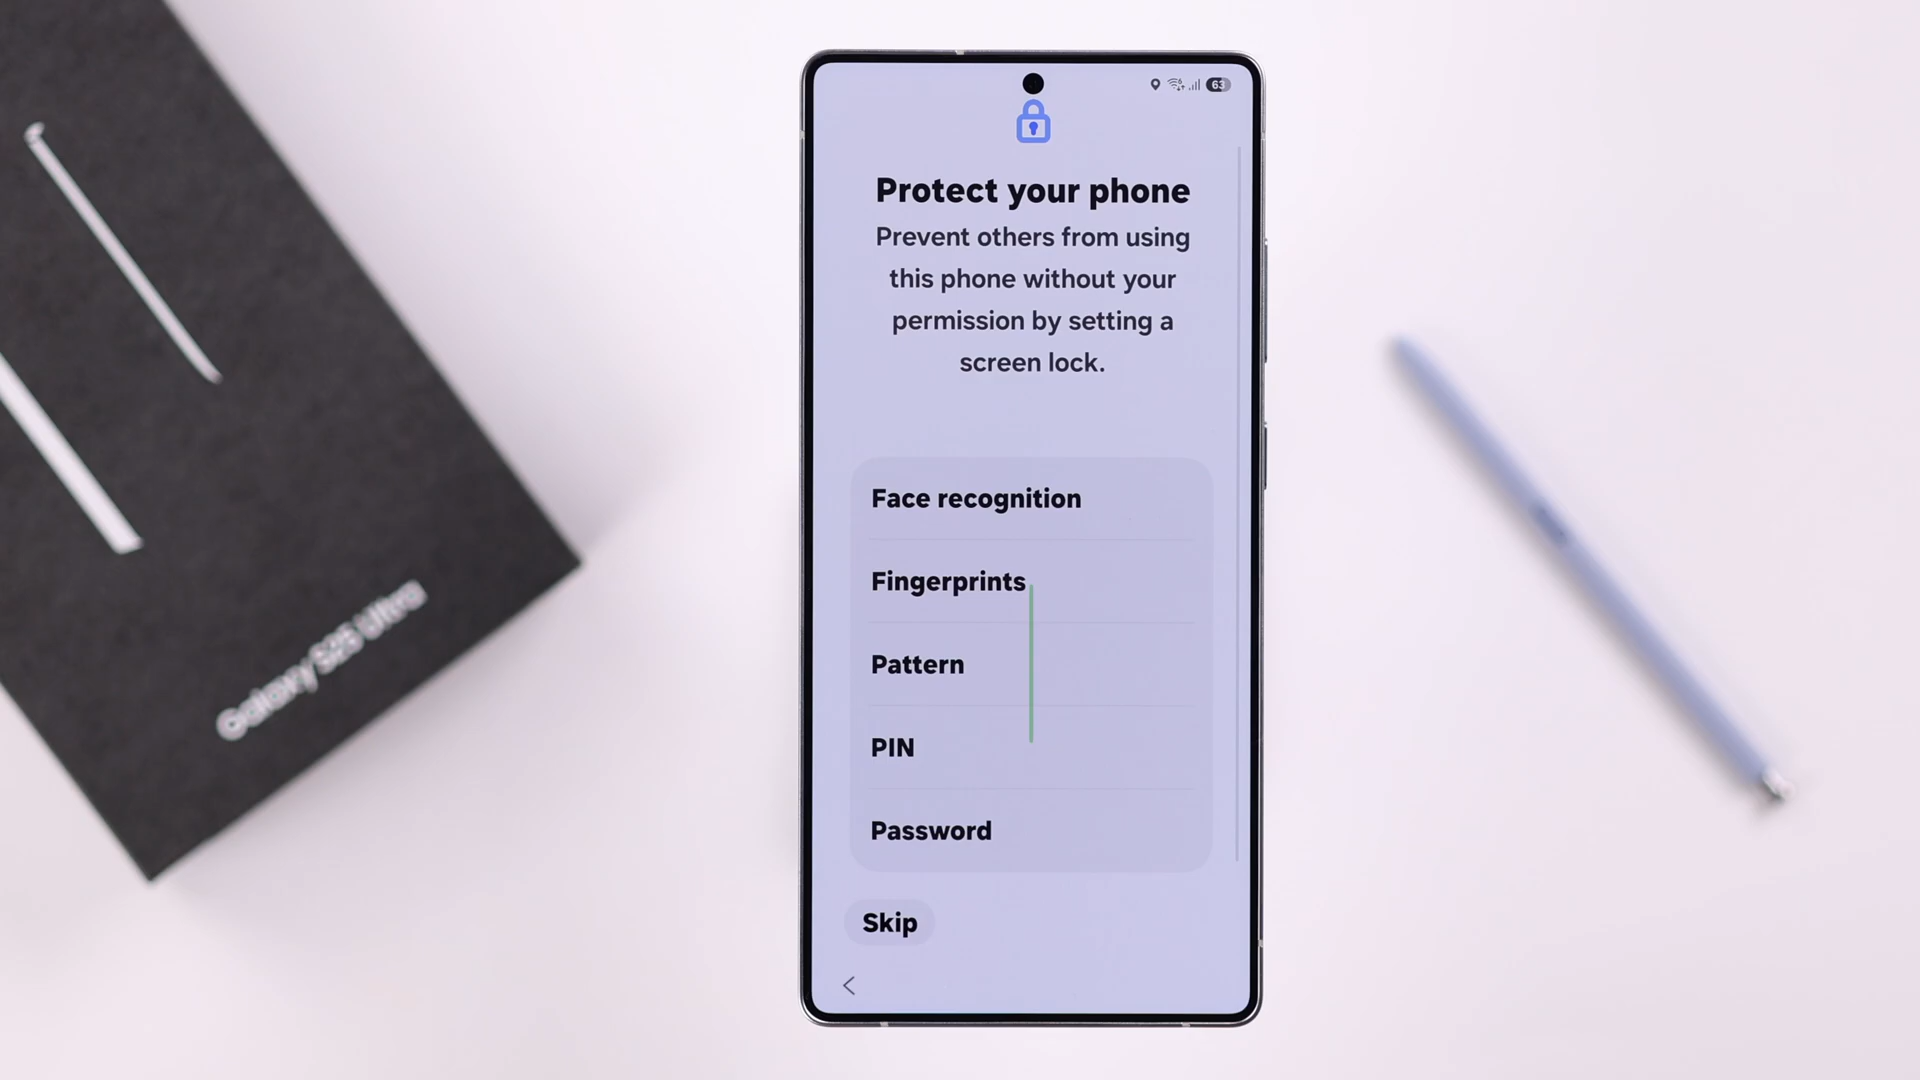 63
Protect your phone
Prevent others from using
this phone without your
permission by setting a
screen lock.
Face recognition
Fingerprints
Pattern
PIN
Password
Skip
Galaxy S25 Ultra